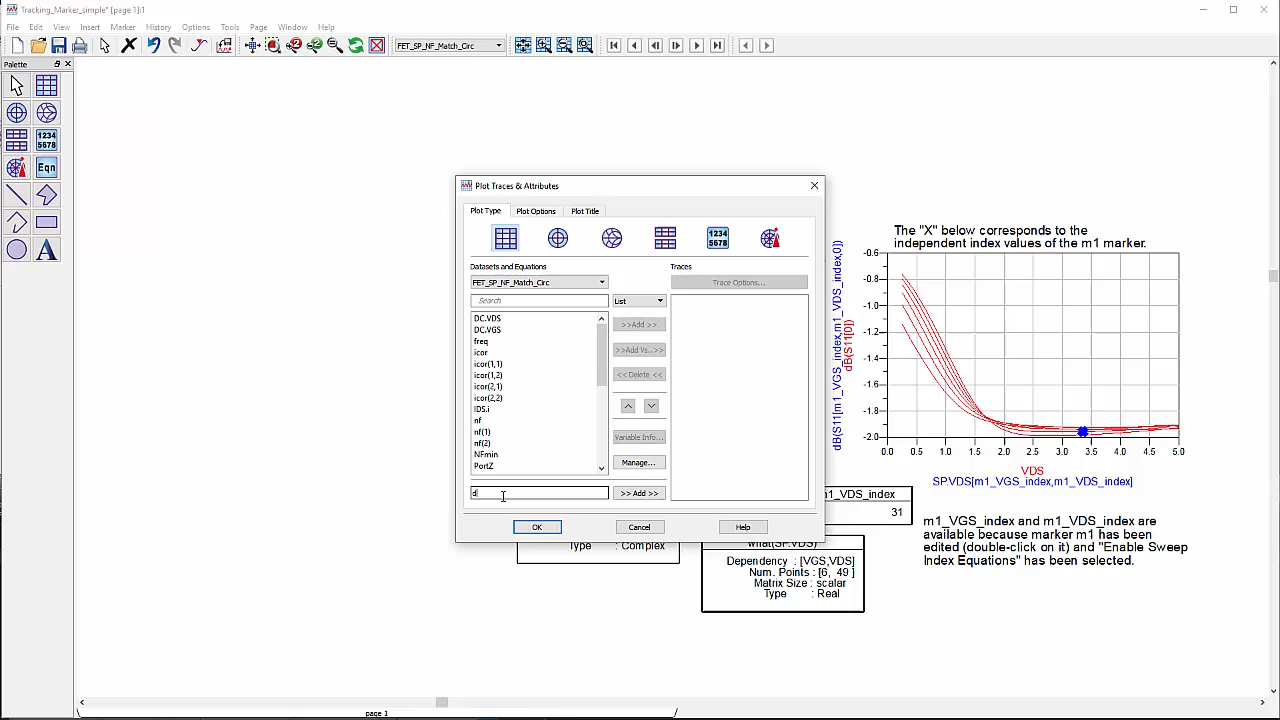 Tracking_Marker_simple* [page 1]:1
File Edit View Insert Marker History Options Tools Page Window Help
FET_SP_NF_Match_Circ
Palette
1234
5678
Eqn
A
Plot Traces & Attributes
Plot Type Plot Options Plot Title
1234
5678
Datasets and Equations
Traces
FET_SP_NF_Match_Circ
Trace Options...
Search
List
DC.VDS
DC.VGS
freq
icor
icor(1,1)
icor(1,2)
icor(2,1)
icor(2,2)
IDS.i
nf
nf(1)
nf(2)
NFmin
PortZ
>>Add >>
>>Add Vs..>>
<< Delete <<
Variable Info...
Manage...
d
>> Add >>
OK Cancel Help
The "X" below corresponds to the
independent index values of the m1 marker.
dB(S11[m1_VGS_index,m1_VDS_index,0])
dB(S11[0])
-0.6
-0.8
-1.0
-1.2
-1.4
-1.6
-1.8
-2.0
0.0 0.5 1.0 1.5 2.0 2.5 3.0 3.5 4.0 4.5 5.0
VDS
SPVDS[m1_VGS_index,m1_VDS_index]
m1_VDS_index
31
m1_VGS_index and m1_VDS_index are
available because marker m1 has been
edited (double-click on it) and "Enable Sweep
Index Equations" has been selected.
Type : Complex
what(SP.VDS)
Dependency : [VGS,VDS]
Num. Points : [6, 49 ]
Matrix Size : scalar
Type : Real
page 1